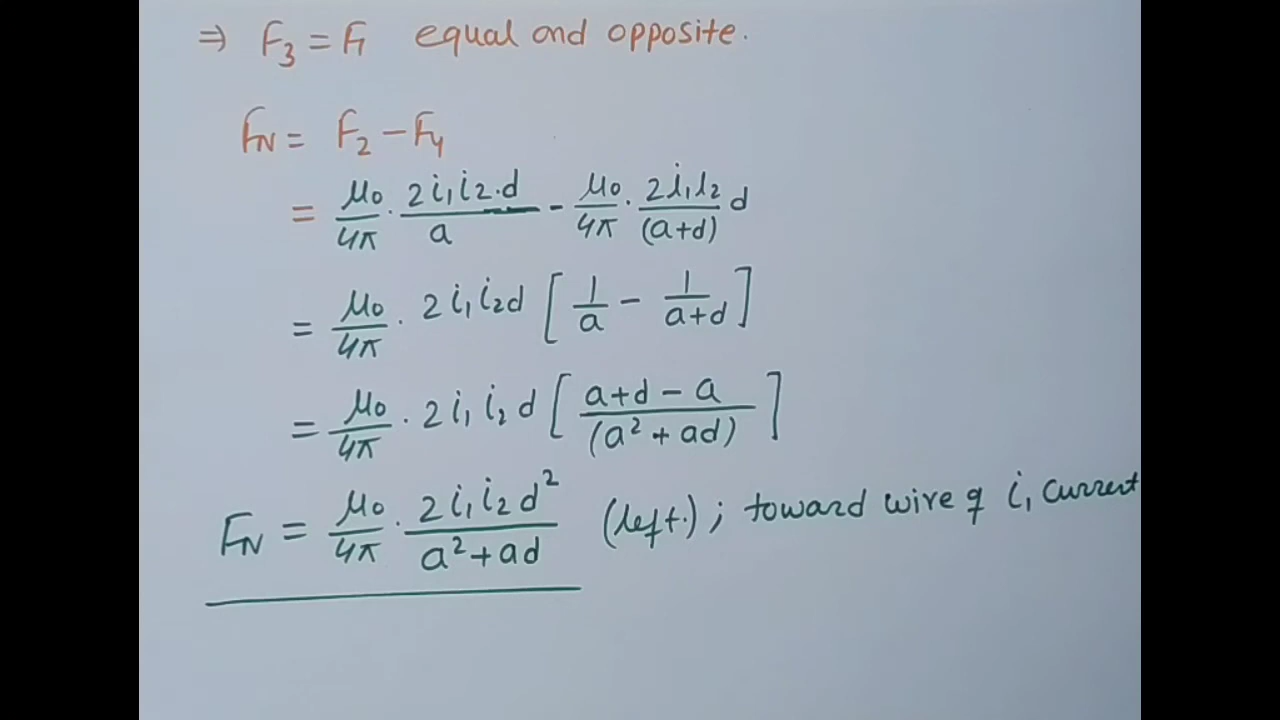 ⇒ F₃ = F₁ equal and opposite.
F_N = F₂ − F₄
= μ₀/4π · 2i₁i₂·d/a − μ₀/4π · 2i₁i₂/(a+d) d
= μ₀/4π · 2i₁i₂d [1/a − 1/a+d]
= μ₀/4π · 2i₁i₂d [a+d−a/(a²+ad)]
F_N = μ₀/4π · 2i₁i₂d²/a²+ad (left.) ; toward wire of i₁ current